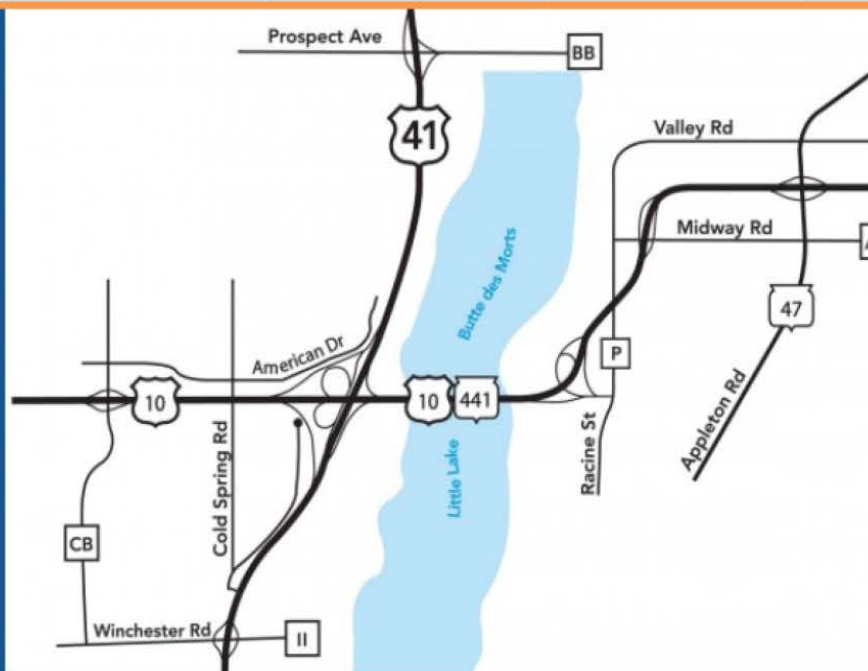 Prospect Ave
BB
41
Valley Rd
Midway Rd
A
47
Butte des Morts
American Dr
P
10
10
441
Appleton Rd
Racine St
Cold Spring Rd
Little Lake
CB
Winchester Rd
II